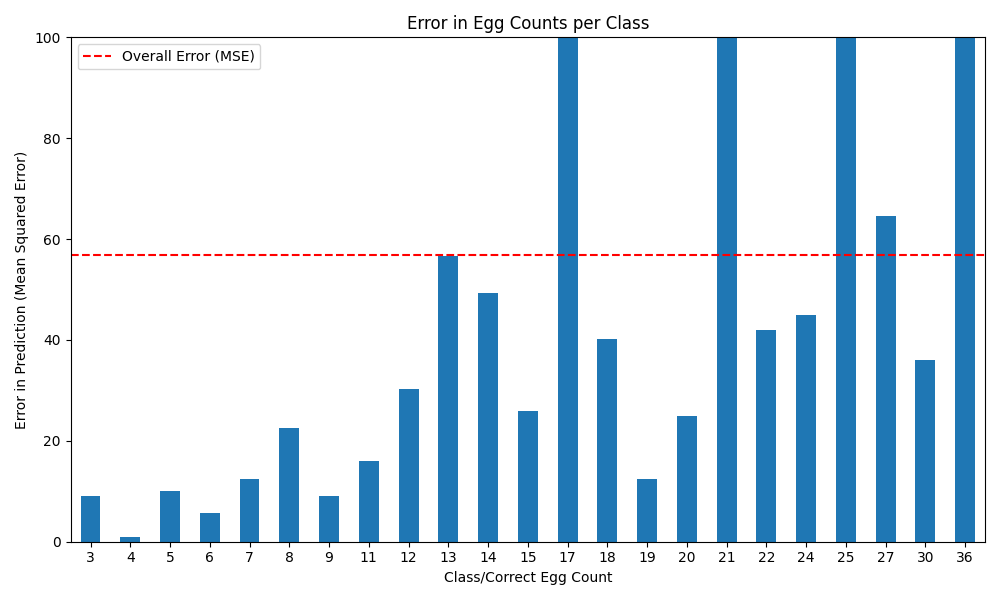 Error in Egg Counts per Class
Overall Error (MSE)
Error in Prediction (Mean Squared Error)
100
80
60
40
20
0
3 4 5 6 7 8 9 11 12 13 14 15 17 18 19 20 21 22 24 25 27 30 36
Class/Correct Egg Count